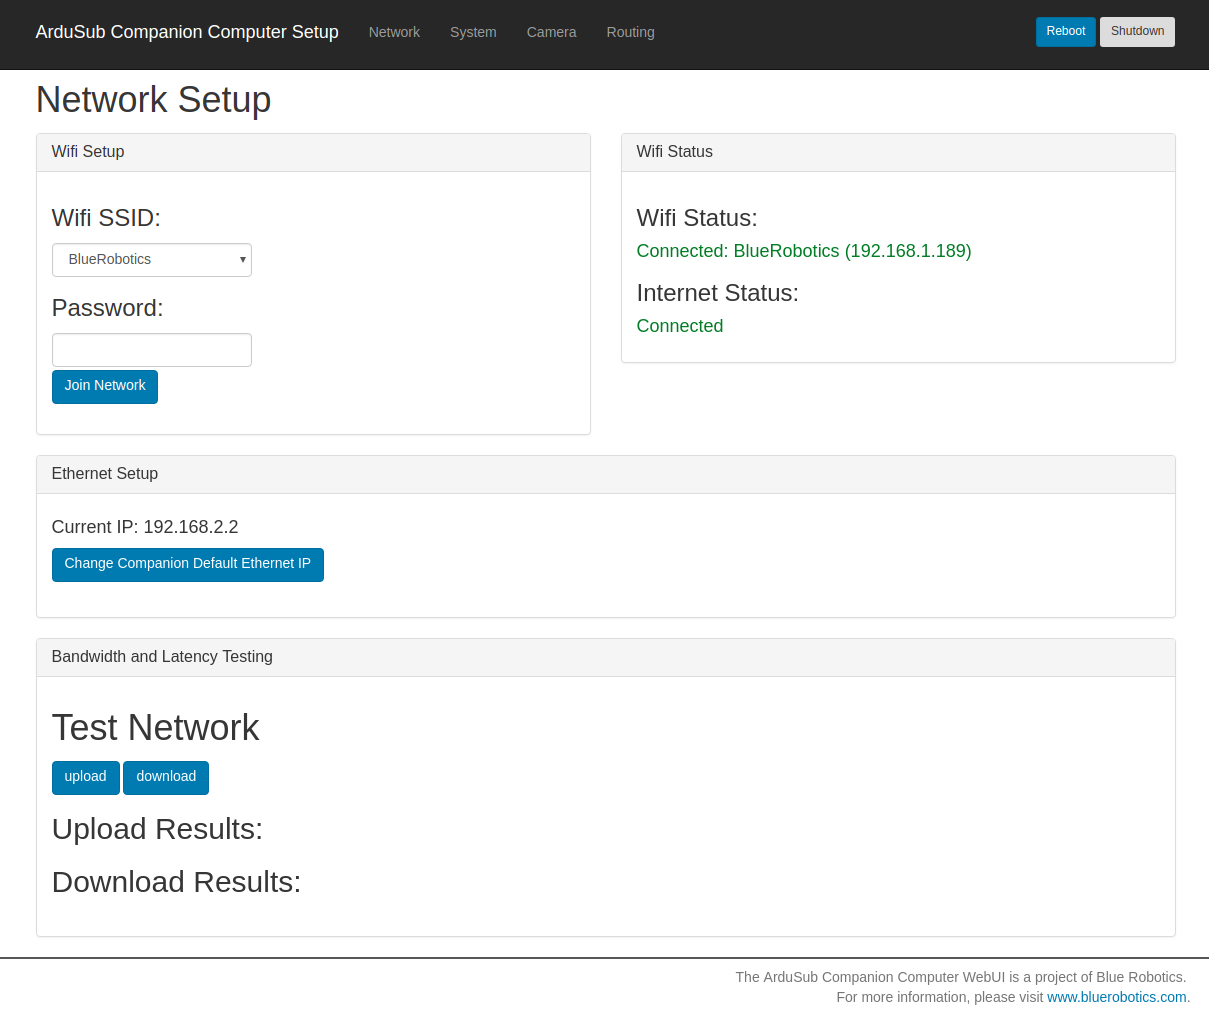 ArduSub Companion Computer Setup Network System Camera Routing Reboot Shutdown
Network Setup
Wifi Setup
Wifi SSID:
BlueRobotics
Password:
Join Network
Wifi Status
Wifi Status:
Connected: BlueRobotics (192.168.1.189)
Internet Status:
Connected
Ethernet Setup
Current IP: 192.168.2.2
Change Companion Default Ethernet IP
Bandwidth and Latency Testing
Test Network
upload download
Upload Results:
Download Results:
The ArduSub Companion Computer WebUI is a project of Blue Robotics.
For more information, please visit www.bluerobotics.com.